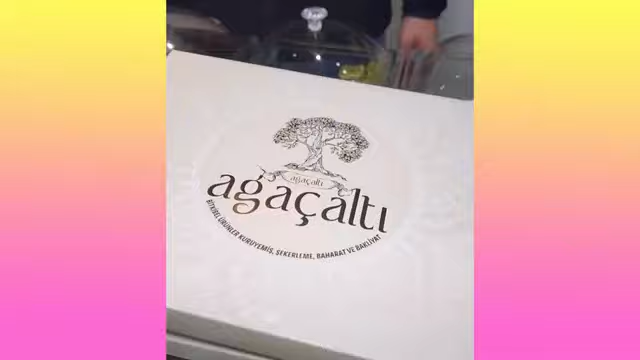 ağaçaltı
ağaçaltı
BİTKİSEL ÜRÜNLER KURUYEMİŞ, ŞEKERLEME, BAHARAT VE BAKLİYAT